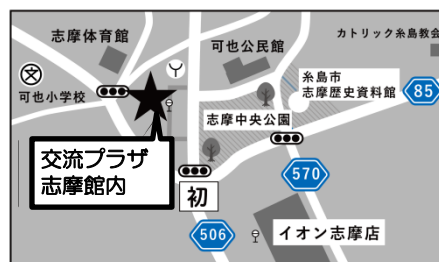 志摩体育館
可也公民館
カトリック糸島教会
文
可也小学校
糸島市
志摩歴史資料館
85
志摩中央公園
交流プラザ
志摩館内
初
570
506
イオン志摩店